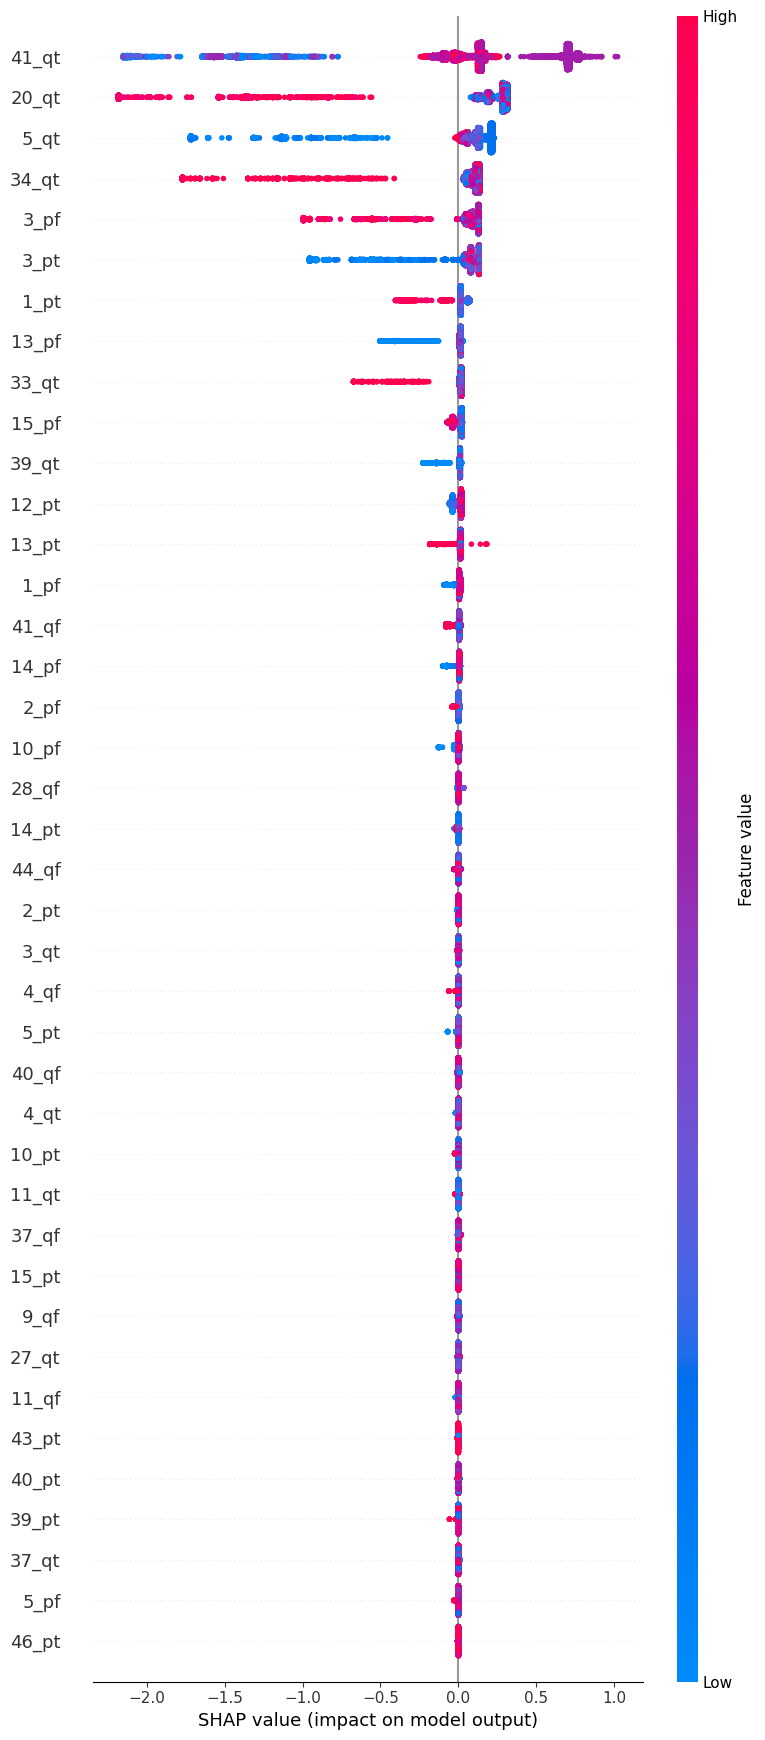 High
41_qt
20_qt
5_qt
34_qt
3_pf
3_pt
1_pt
13_pf
33_qt
15_pf
39_qt
12_pt
13_pt
1_pf
41_qf
14_pf
2_pf
10_pf
28_qf
14_pt
44_qf
2_pt
3_qt
4_qf
5_pt
40_qf
4_qt
10_pt
11_qt
37_qf
15_pt
9_qf
27_qt
11_qf
43_pt
40_pt
39_pt
37_qt
5_pf
46_pt
Feature value
Low
−2.0 −1.5 −1.0 −0.5 0.0 0.5 1.0
SHAP value (impact on model output)